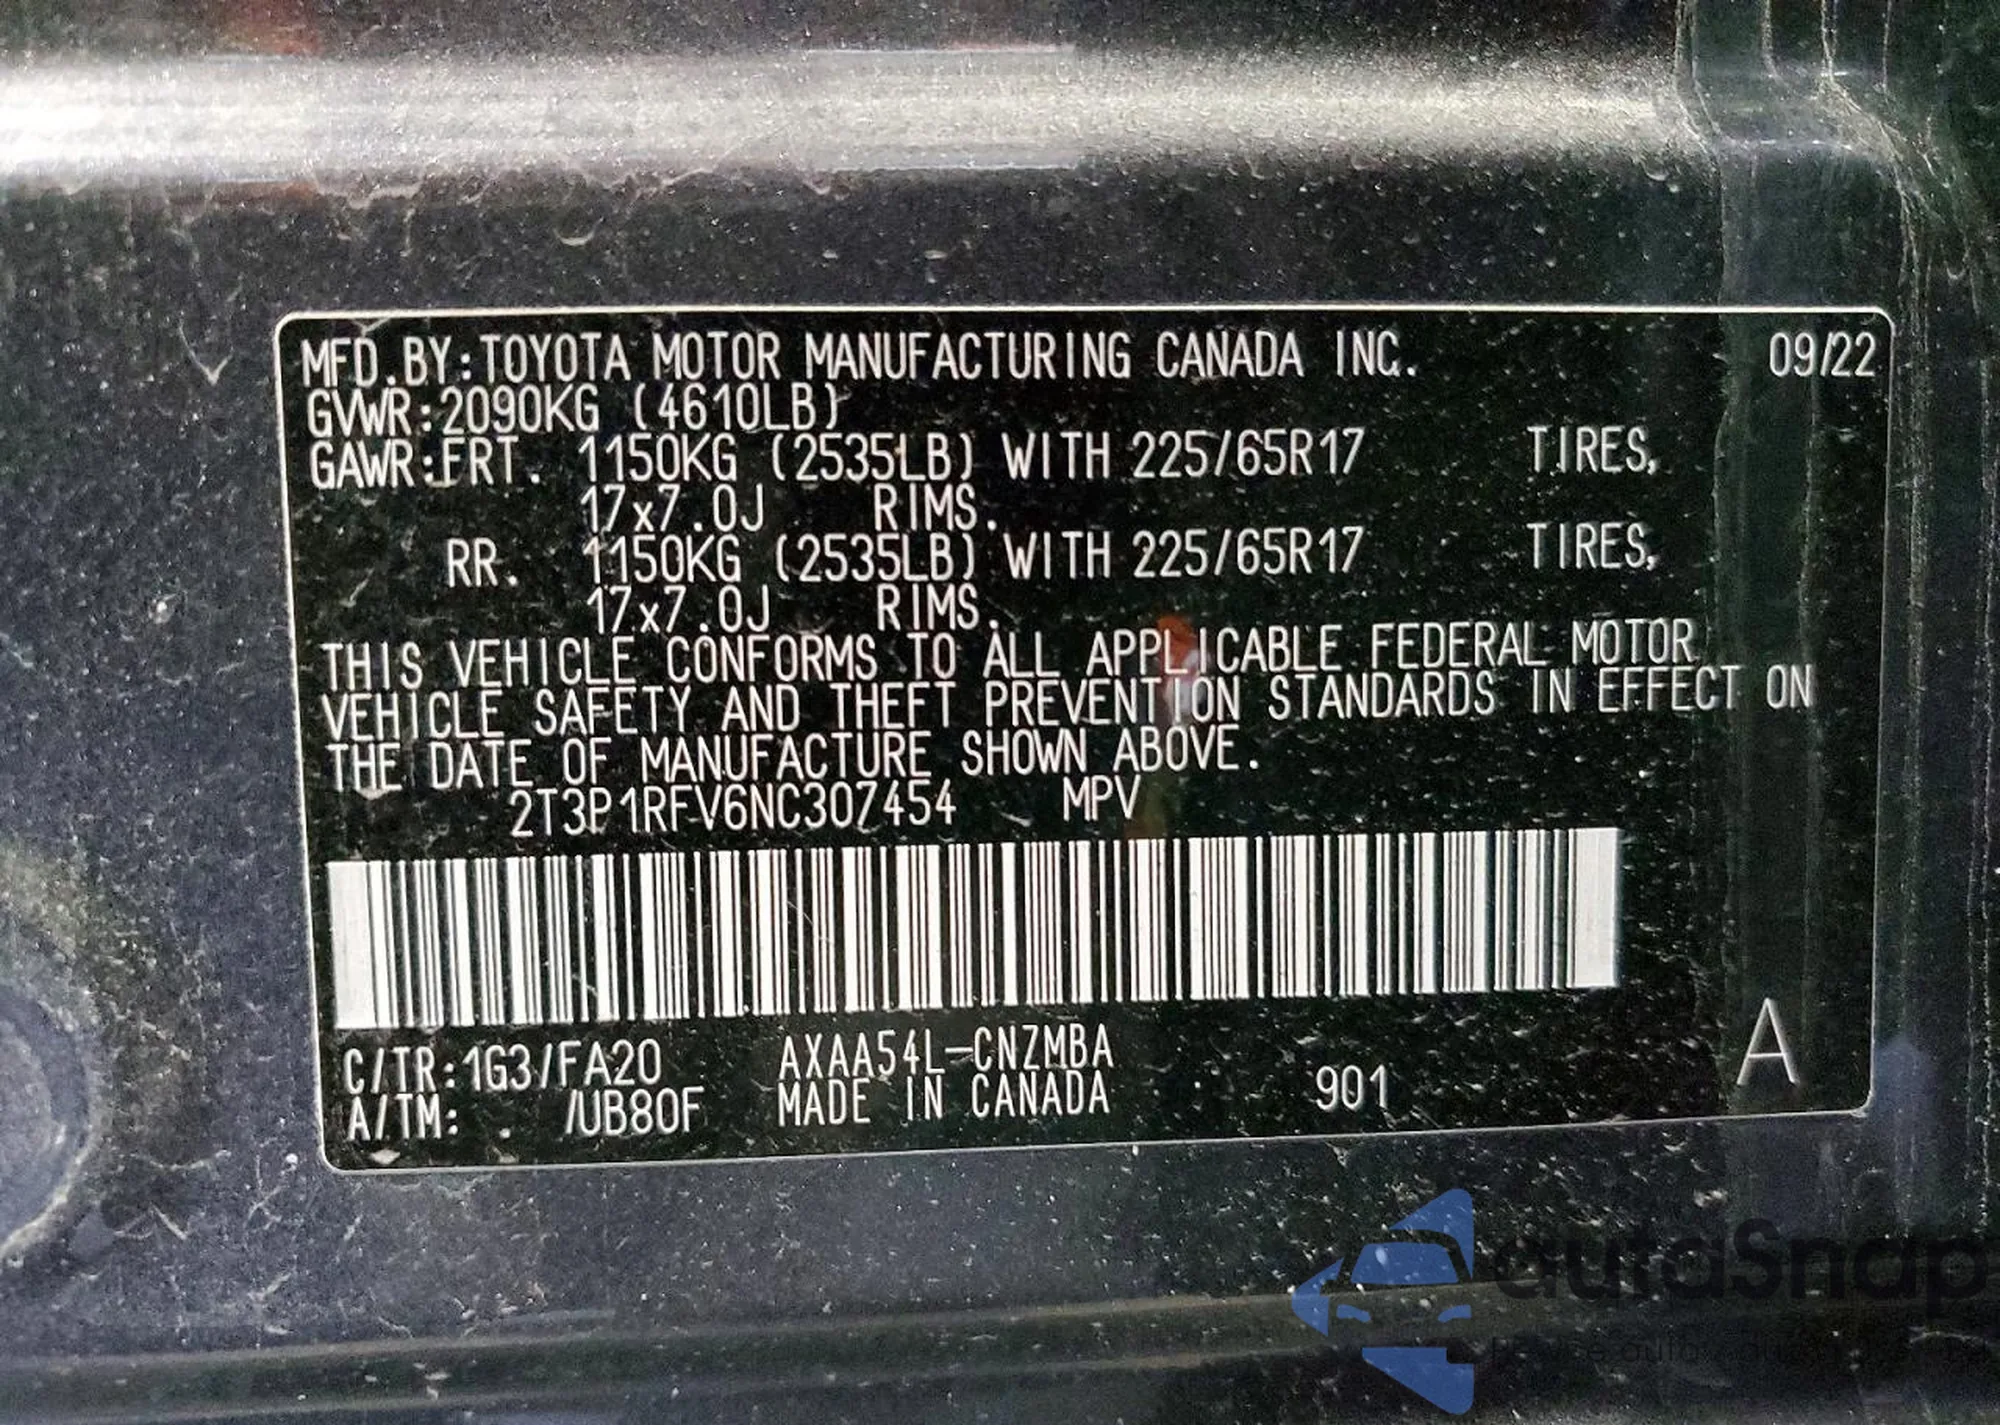 MFD.BY:TOYOTA MOTOR MANUFACTURING CANADA INC. 09/22
GVWR:2090KG (4610LB)
GAWR:FRT. 1150KG (2535LB) WITH 225/65R17 TIRES,
17x7.0J RIMS.
RR. 1150KG (2535LB) WITH 225/65R17 TIRES,
17x7.0J RIMS.
THIS VEHICLE CONFORMS TO ALL APPLICABLE FEDERAL MOTOR
VEHICLE SAFETY AND THEFT PREVENTION STANDARDS IN EFFECT ON
THE DATE OF MANUFACTURE SHOWN ABOVE.
2T3P1RFV6NC307454 MPV
C/TR:1G3/FA20 AXAA54L-CNZMBA
A/TM: /UB80F MADE IN CANADA 901 A
autoSnap